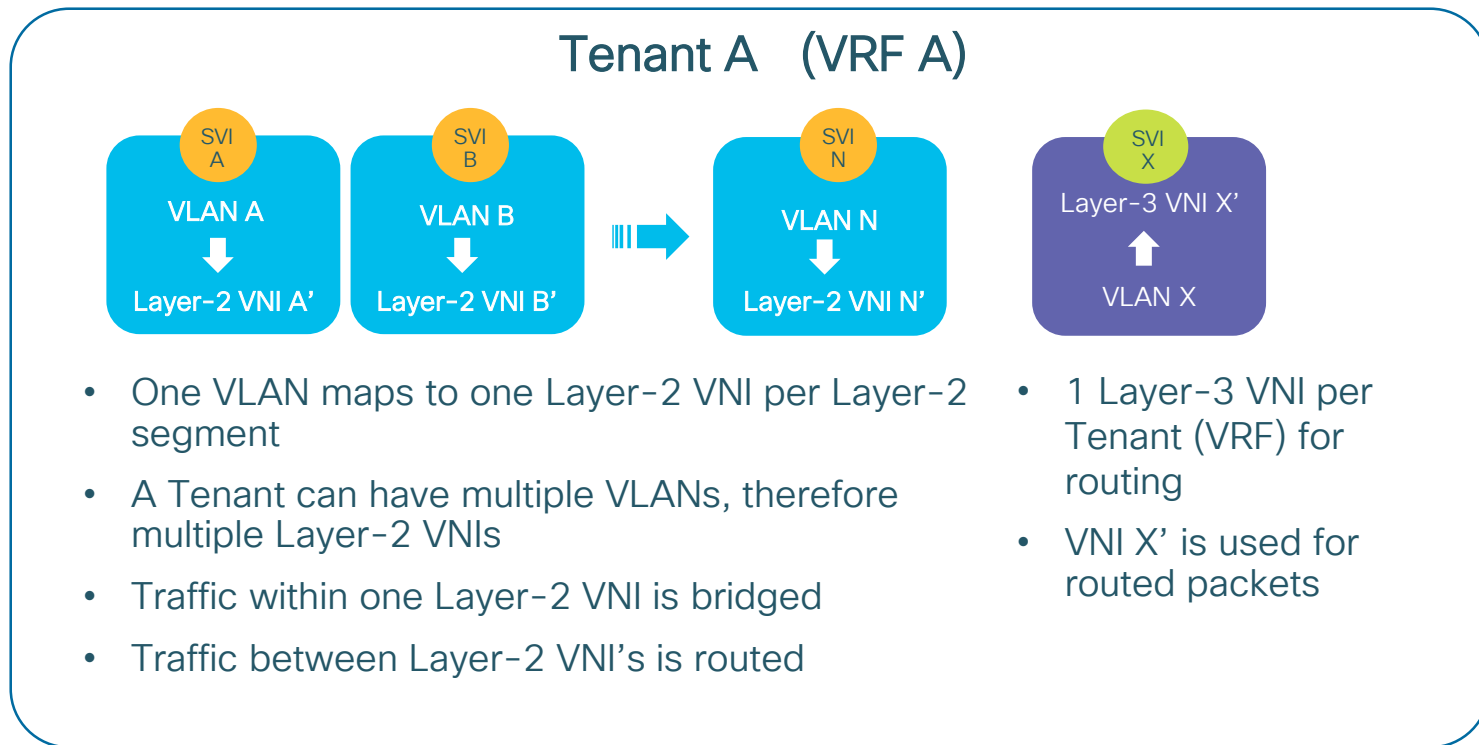 Tenant A (VRF A)
SVI
A
VLAN A
Layer-2 VNI A’
SVI
B
VLAN B
Layer-2 VNI B’
SVI
N
VLAN N
Layer-2 VNI N’
SVI
X
Layer-3 VNI X’
VLAN X
• One VLAN maps to one Layer-2 VNI per Layer-2
segment
• A Tenant can have multiple VLANs, therefore
multiple Layer-2 VNIs
• Traffic within one Layer-2 VNI is bridged
• Traffic between Layer-2 VNI’s is routed
• 1 Layer-3 VNI per
Tenant (VRF) for
routing
• VNI X’ is used for
routed packets